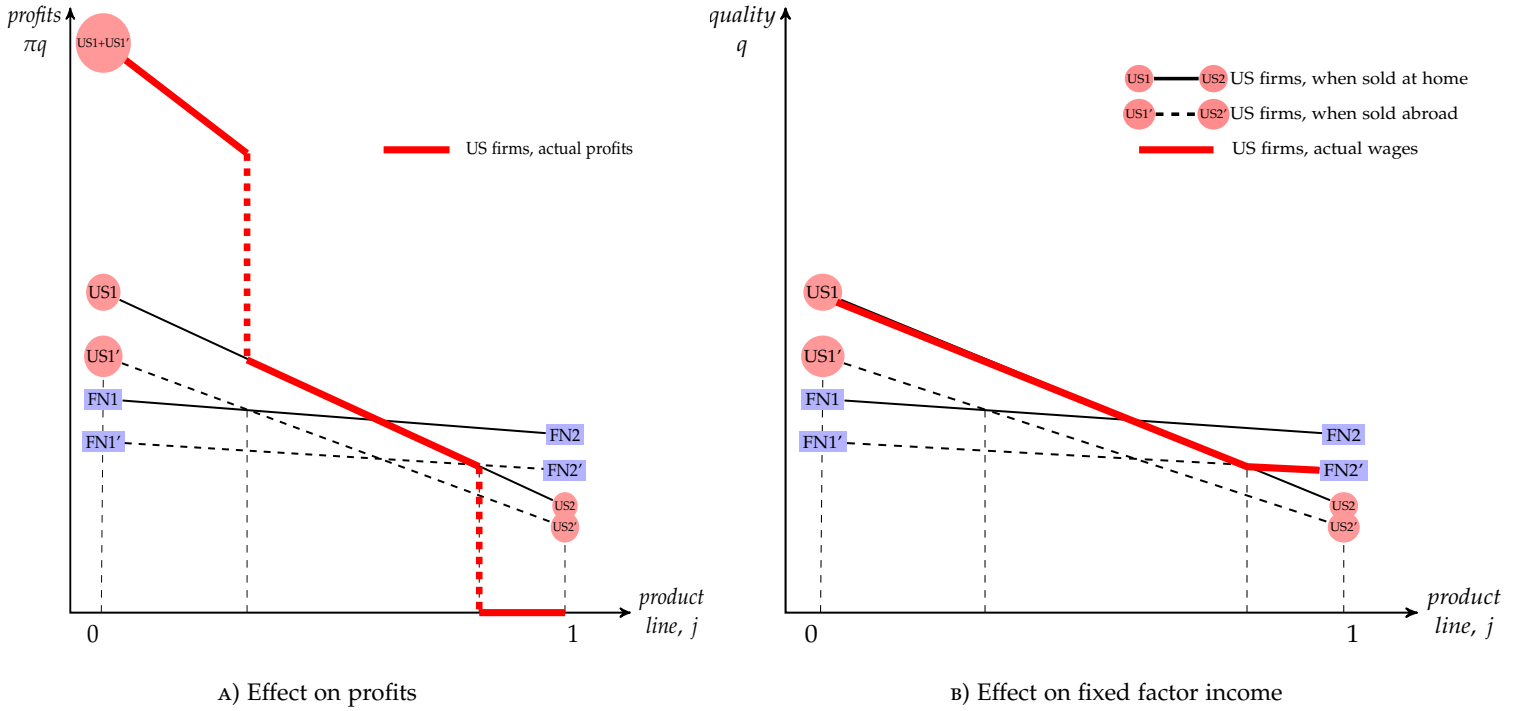 profits
πq
US1+US1′
US firms, actual profits
US1
US1′
FN1
FN1′
FN2
FN2′
US2
US2′
0
1
product
line, j
A) Effect on profits
quality
q
US1 US2 US firms, when sold at home
US1′ US2′ US firms, when sold abroad
US firms, actual wages
US1
US1′
FN1
FN1′
FN2
FN2′
US2
US2′
0
1
product
line, j
B) Effect on fixed factor income